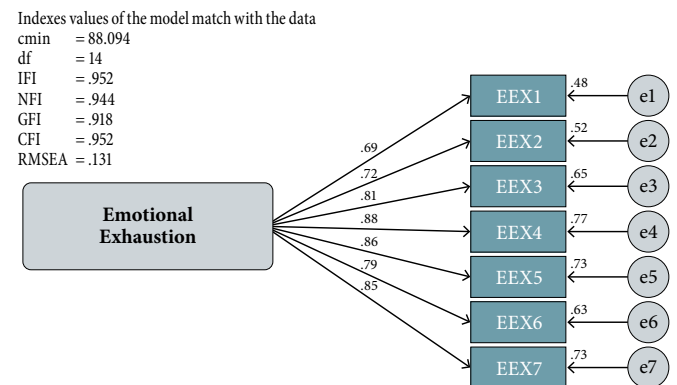 Indexes values of the model match with the data
cmin = 88.094
df = 14
IFI = .952
NFI = .944
GFI = .918
CFI = .952
RMSEA = .131
Emotional
Exhaustion
.69
.72
.81
.88
.86
.79
.85
EEX1
.48
e1
EEX2
.52
e2
EEX3
.65
e3
EEX4
.77
e4
EEX5
.73
e5
EEX6
.63
e6
EEX7
.73
e7